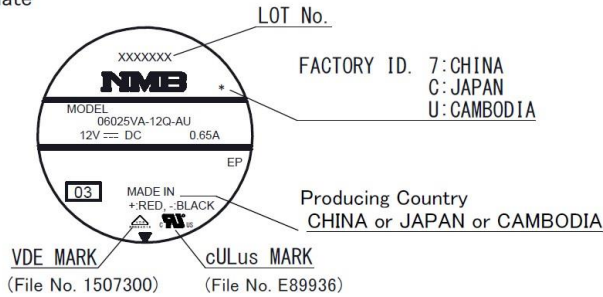 LOT No.
XXXXXXX
NMB
*
FACTORY ID. 7:CHINA
C:JAPAN
U:CAMBODIA
MODEL
06025VA-12Q-AU
12V DC 0.65A
EP
03
MADE IN
+:RED, -:BLACK
c RU us
Producing Country
CHINA or JAPAN or CAMBODIA
VDE MARK
(File No. 1507300)
cULus MARK
(File No. E89936)